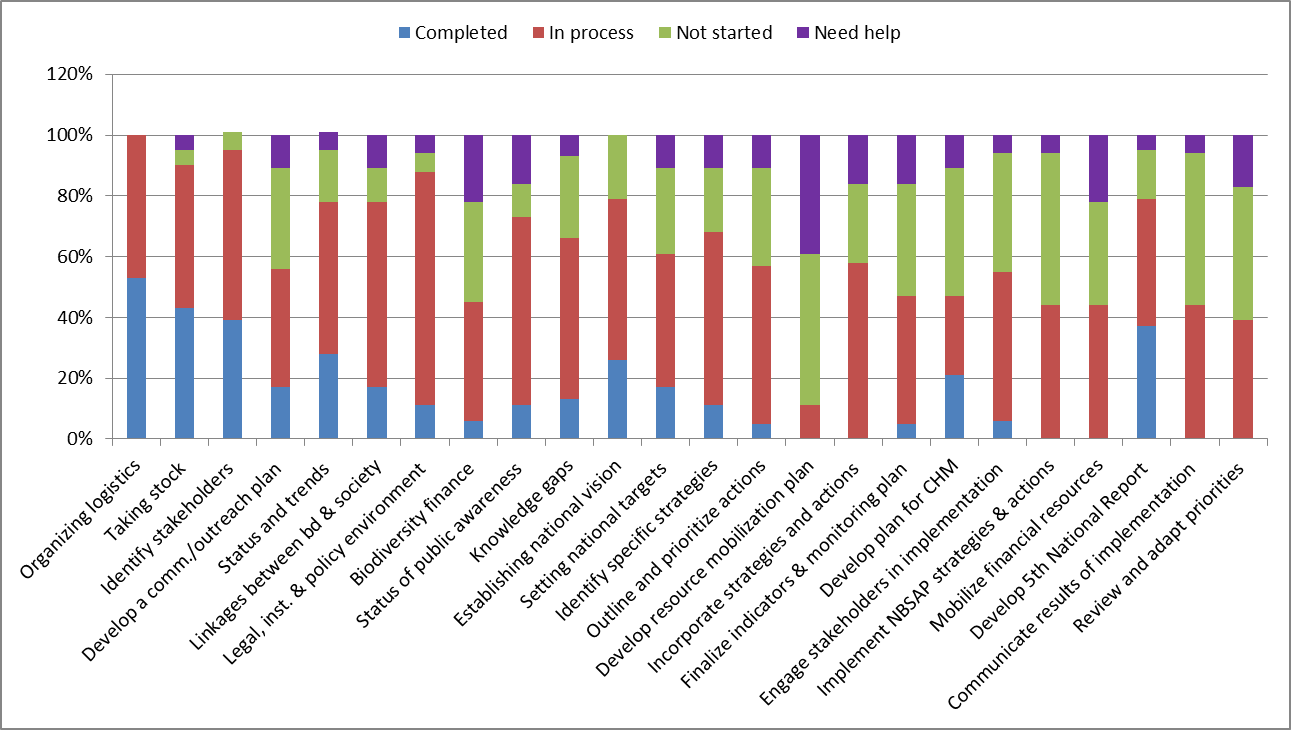 Completed In process Not started Need help
120%
100%
80%
60%
40%
20%
0%
Organizing logistics
Taking stock
Identify stakeholders
Develop a comm./outreach plan
Status and trends
Linkages between bd & society
Legal, inst. & policy environment
Biodiversity finance
Status of public awareness
Knowledge gaps
Establishing national vision
Setting national targets
Identify specific strategies
Outline and prioritize actions
Develop resource mobilization plan
Incorporate strategies and actions
Finalize indicators & monitoring plan
Develop plan for CHM
Engage stakeholders in implementation
Implement NBSAP strategies & actions
Mobilize financial resources
Develop 5th National Report
Communicate results of implementation
Review and adapt priorities